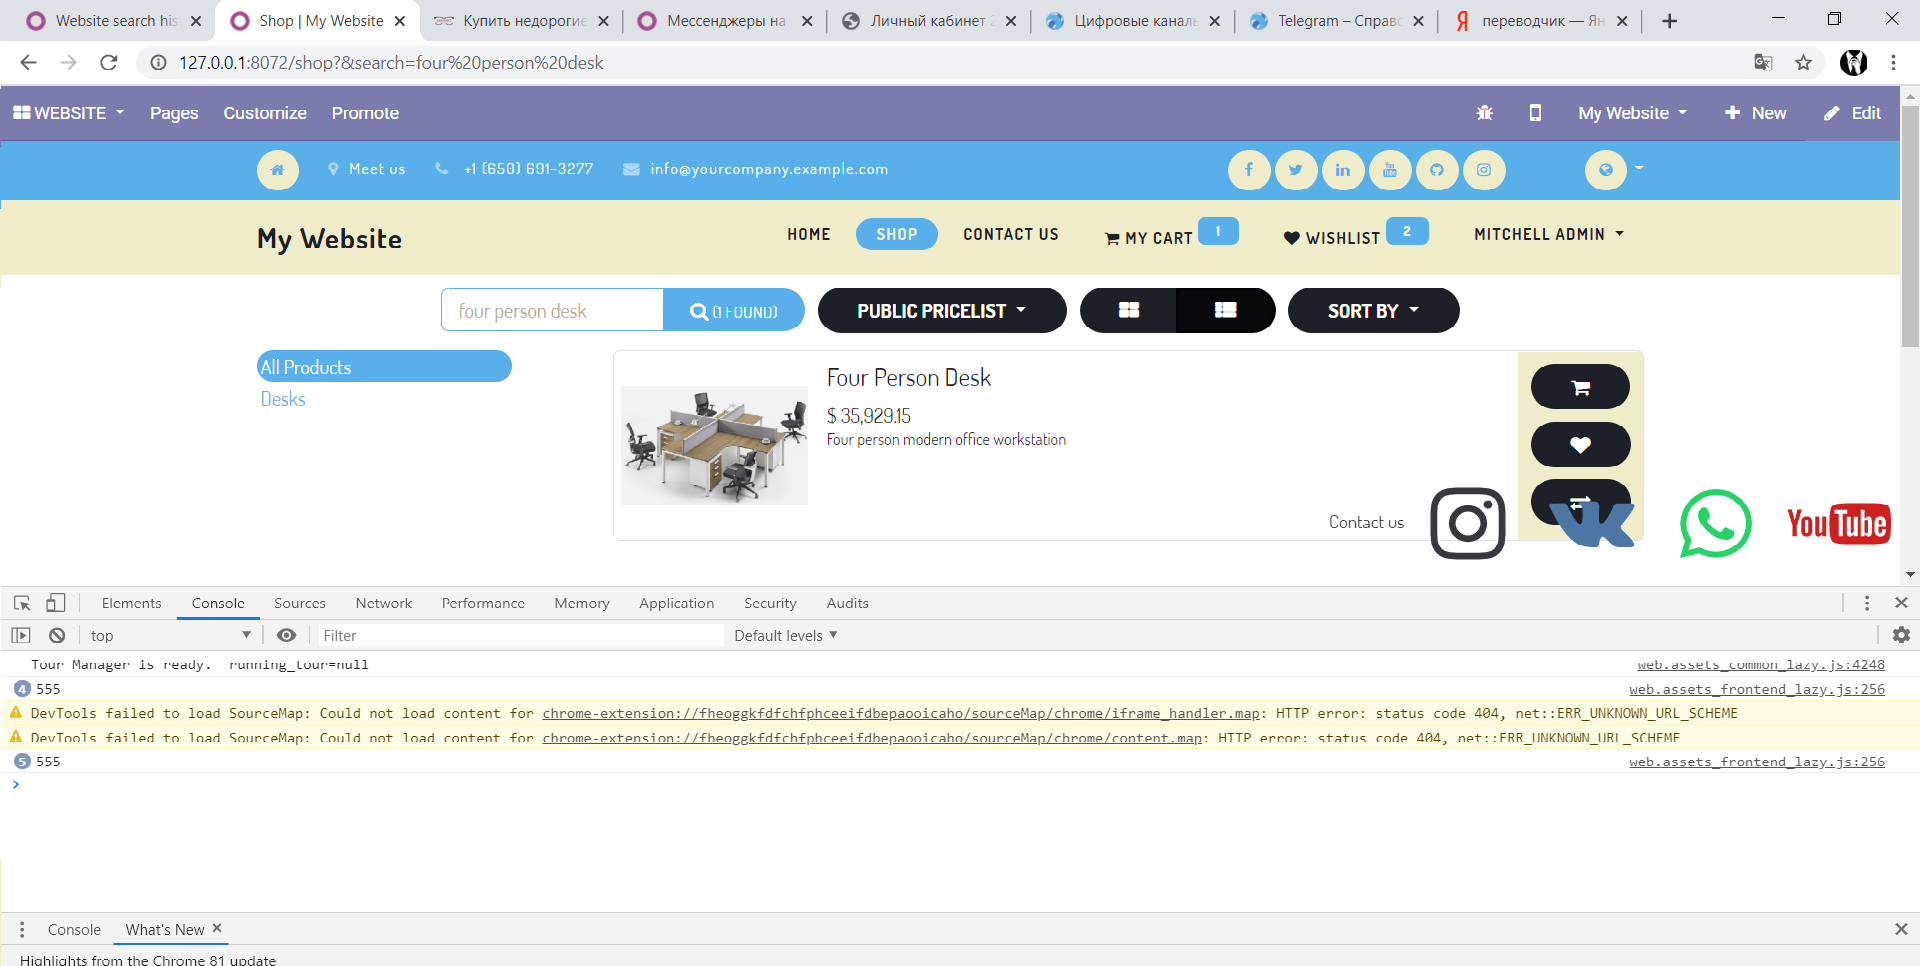 Website search his
Shop | My Website
Купить недорогие
Мессенджеры на
Личный кабинет 2
Цифровые каналь
Telegram – Справо
переводчик — Ян
127.0.0.1:8072/shop?&search=four%20person%20desk
WEBSITE Pages Customize Promote My Website New Edit
Meet us +1 (650) 691-3277 info@yourcompany.example.com
My Website HOME SHOP CONTACT US MY CART 1 WISHLIST 2 MITCHELL ADMIN
four person desk (1 FOUND) PUBLIC PRICELIST SORT BY
All Products
Desks
Four Person Desk
$ 35,929.15
Four person modern office workstation
Contact us YouTube
Elements Console Sources Network Performance Memory Application Security Audits
top Filter Default levels
Tour Manager is ready. running_tour=null web.assets_common_lazy.js:4248
4 555 web.assets_frontend_lazy.js:256
DevTools failed to load SourceMap: Could not load content for chrome-extension://fheoggkfdfchfphceeifdbepaooicaho/sourceMap/chrome/iframe_handler.map: HTTP error: status code 404, net::ERR_UNKNOWN_URL_SCHEME
DevTools failed to load SourceMap: Could not load content for chrome-extension://fheoggkfdfchfphceeifdbepaooicaho/sourceMap/chrome/content.map: HTTP error: status code 404, net::ERR_UNKNOWN_URL_SCHEME
5 555 web.assets_frontend_lazy.js:256
Console What's New
Highlights from the Chrome 81 update